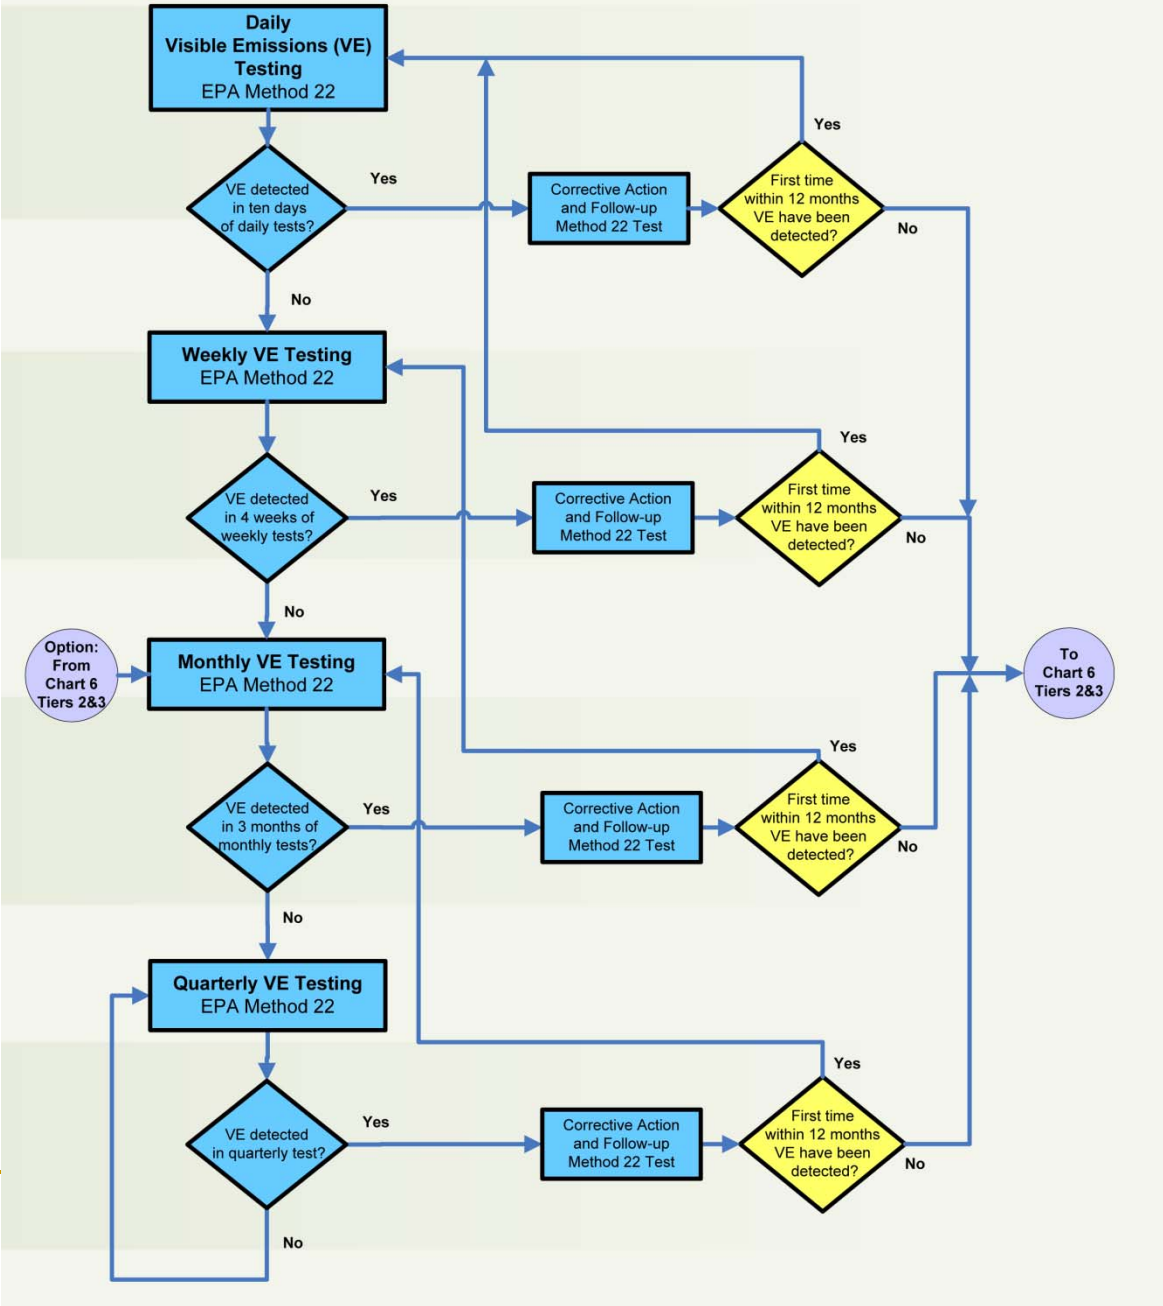 Daily
Visible Emissions (VE)
Testing
EPA Method 22
Yes
VE detected
in ten days
of daily tests?
Yes
Corrective Action
and Follow-up
Method 22 Test
First time
within 12 months
VE have been
detected?
No
No
Weekly VE Testing
EPA Method 22
Yes
VE detected
in 4 weeks of
weekly tests?
Yes
Corrective Action
and Follow-up
Method 22 Test
First time
within 12 months
VE have been
detected?
No
No
Option:
From
Chart 6
Tiers 2&3
Monthly VE Testing
EPA Method 22
To
Chart 6
Tiers 2&3
Yes
VE detected
in 3 months of
monthly tests?
Yes
Corrective Action
and Follow-up
Method 22 Test
First time
within 12 months
VE have been
detected?
No
No
Quarterly VE Testing
EPA Method 22
Yes
VE detected
in quarterly test?
Yes
Corrective Action
and Follow-up
Method 22 Test
First time
within 12 months
VE have been
detected?
No
No